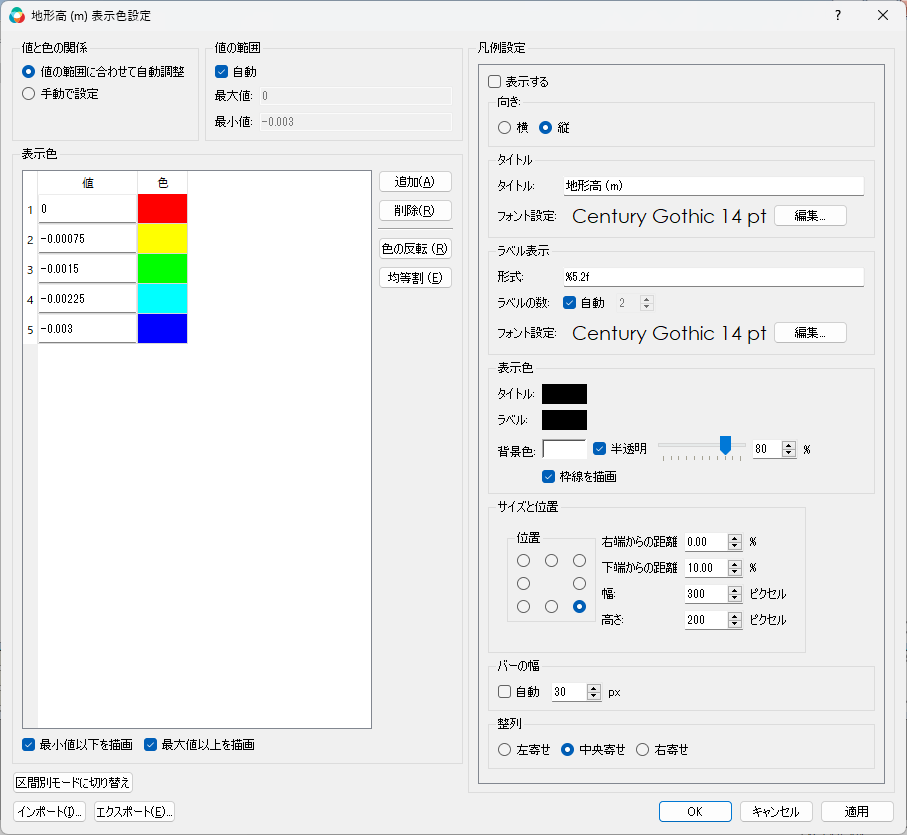 地形高 (m) 表示色設定
値と色の関係
値の範囲に合わせて自動調整
手動で設定
値の範囲
自動
最大値: 0
最小値: -0.003
表示色
値 色
1 0
2 -0.00075
3 -0.0015
4 -0.00225
5 -0.003
追加(A)
削除(R)
色の反転 (R)
均等割 (E)
最小値以下を描画 最大値以上を描画
区間別モードに切り替え
インポート(I)... エクスポート(E)...
凡例設定
表示する
向き:
横 縦
タイトル
タイトル: 地形高 (m)
フォント設定: Century Gothic 14 pt 編集...
ラベル表示
形式: %5.2f
ラベルの数: 自動 2
フォント設定: Century Gothic 14 pt 編集...
表示色
タイトル:
ラベル:
背景色: 半透明 80 %
枠線を描画
サイズと位置
位置
右端からの距離 0.00 %
下端からの距離 10.00 %
幅: 300 ピクセル
高さ: 200 ピクセル
バーの幅
自動 30 px
整列
左寄せ 中央寄せ 右寄せ
OK キャンセル 適用